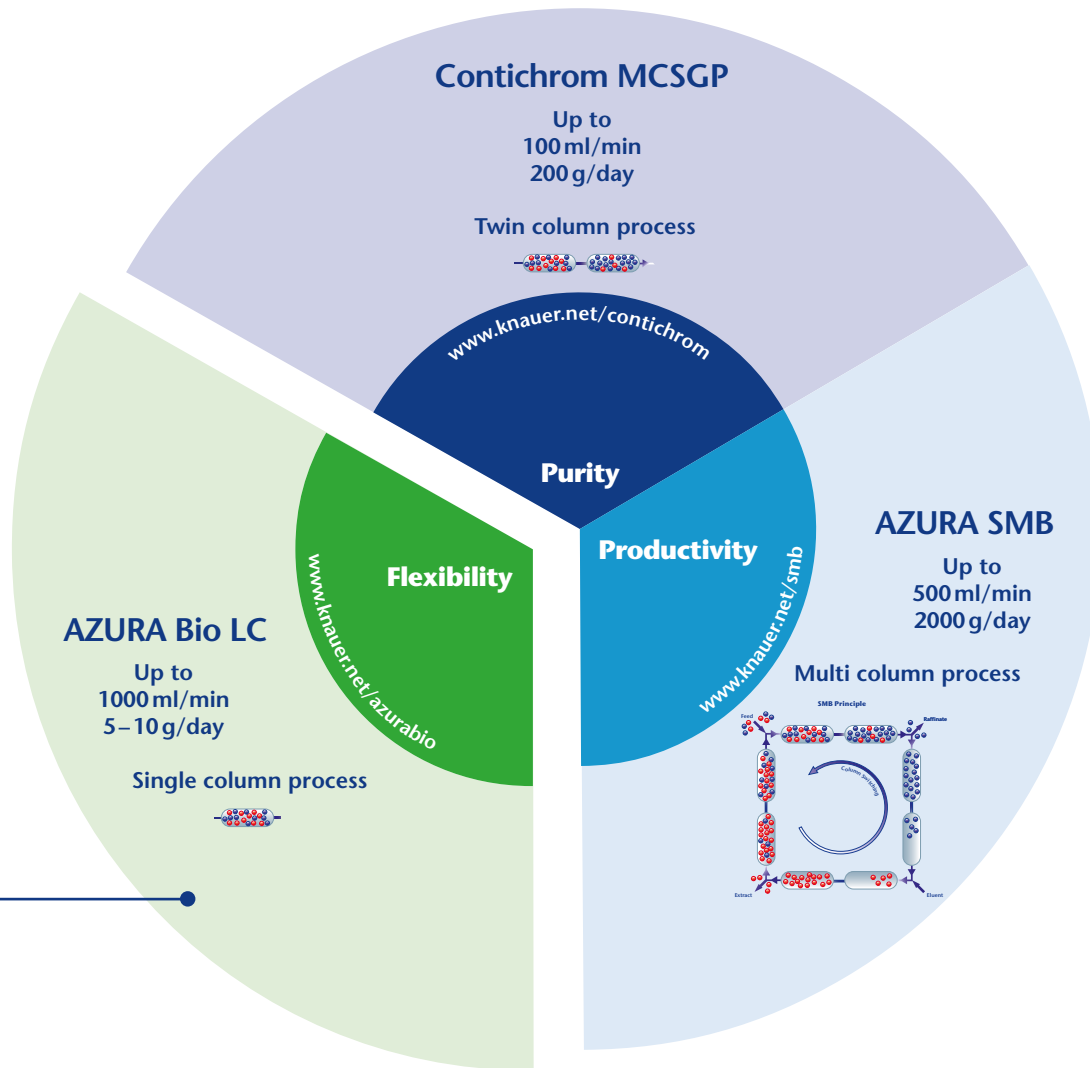 Contichrom MCSGP
Up to
100 ml/min
200 g/day
Twin column process
www.knauer.net/contichrom
Purity
Productivity
www.knauer.net/smb
AZURA SMB
Up to
500 ml/min
2000 g/day
Multi column process
SMB Principle
Feed
Raffinate
Column Switching
Extract
Eluent
Flexibility
www.knauer.net/azurabio
AZURA Bio LC
Up to
1000 ml/min
5–10 g/day
Single column process